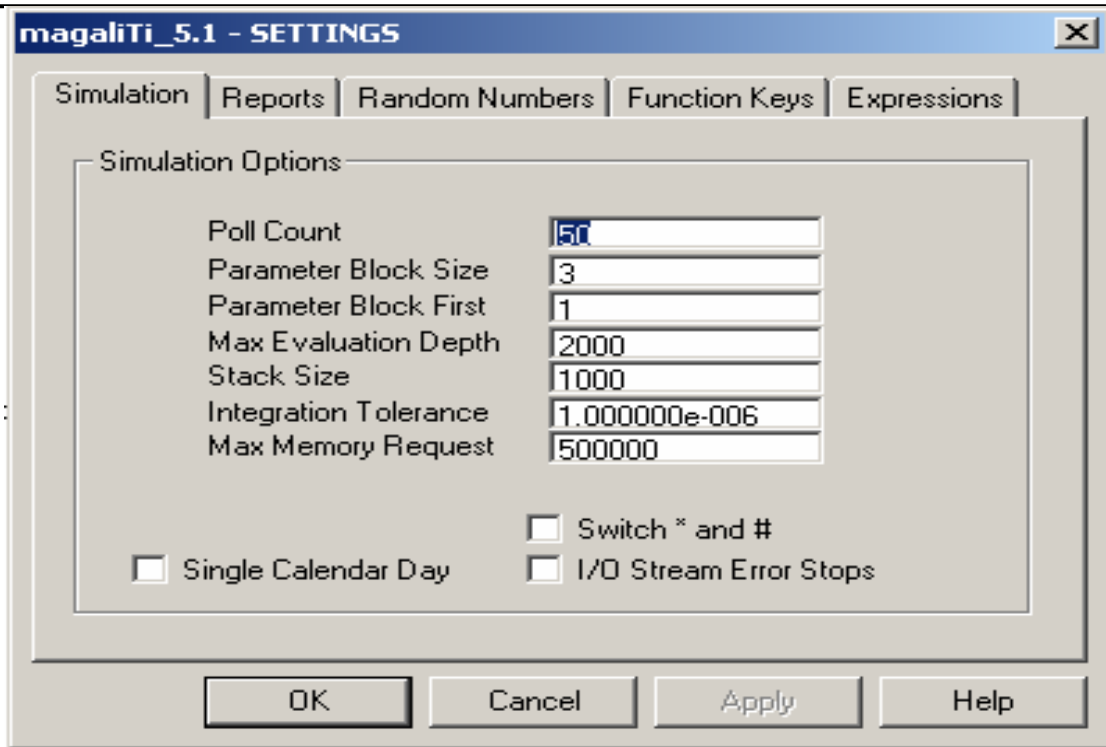 magaliTi_5.1 - SETTINGS
Simulation Reports Random Numbers Function Keys Expressions
Simulation Options
Poll Count 50
Parameter Block Size 3
Parameter Block First 1
Max Evaluation Depth 2000
Stack Size 1000
Integration Tolerance 1.000000e-006
Max Memory Request 500000
Switch * and #
Single Calendar Day I/O Stream Error Stops
OK Cancel Apply Help